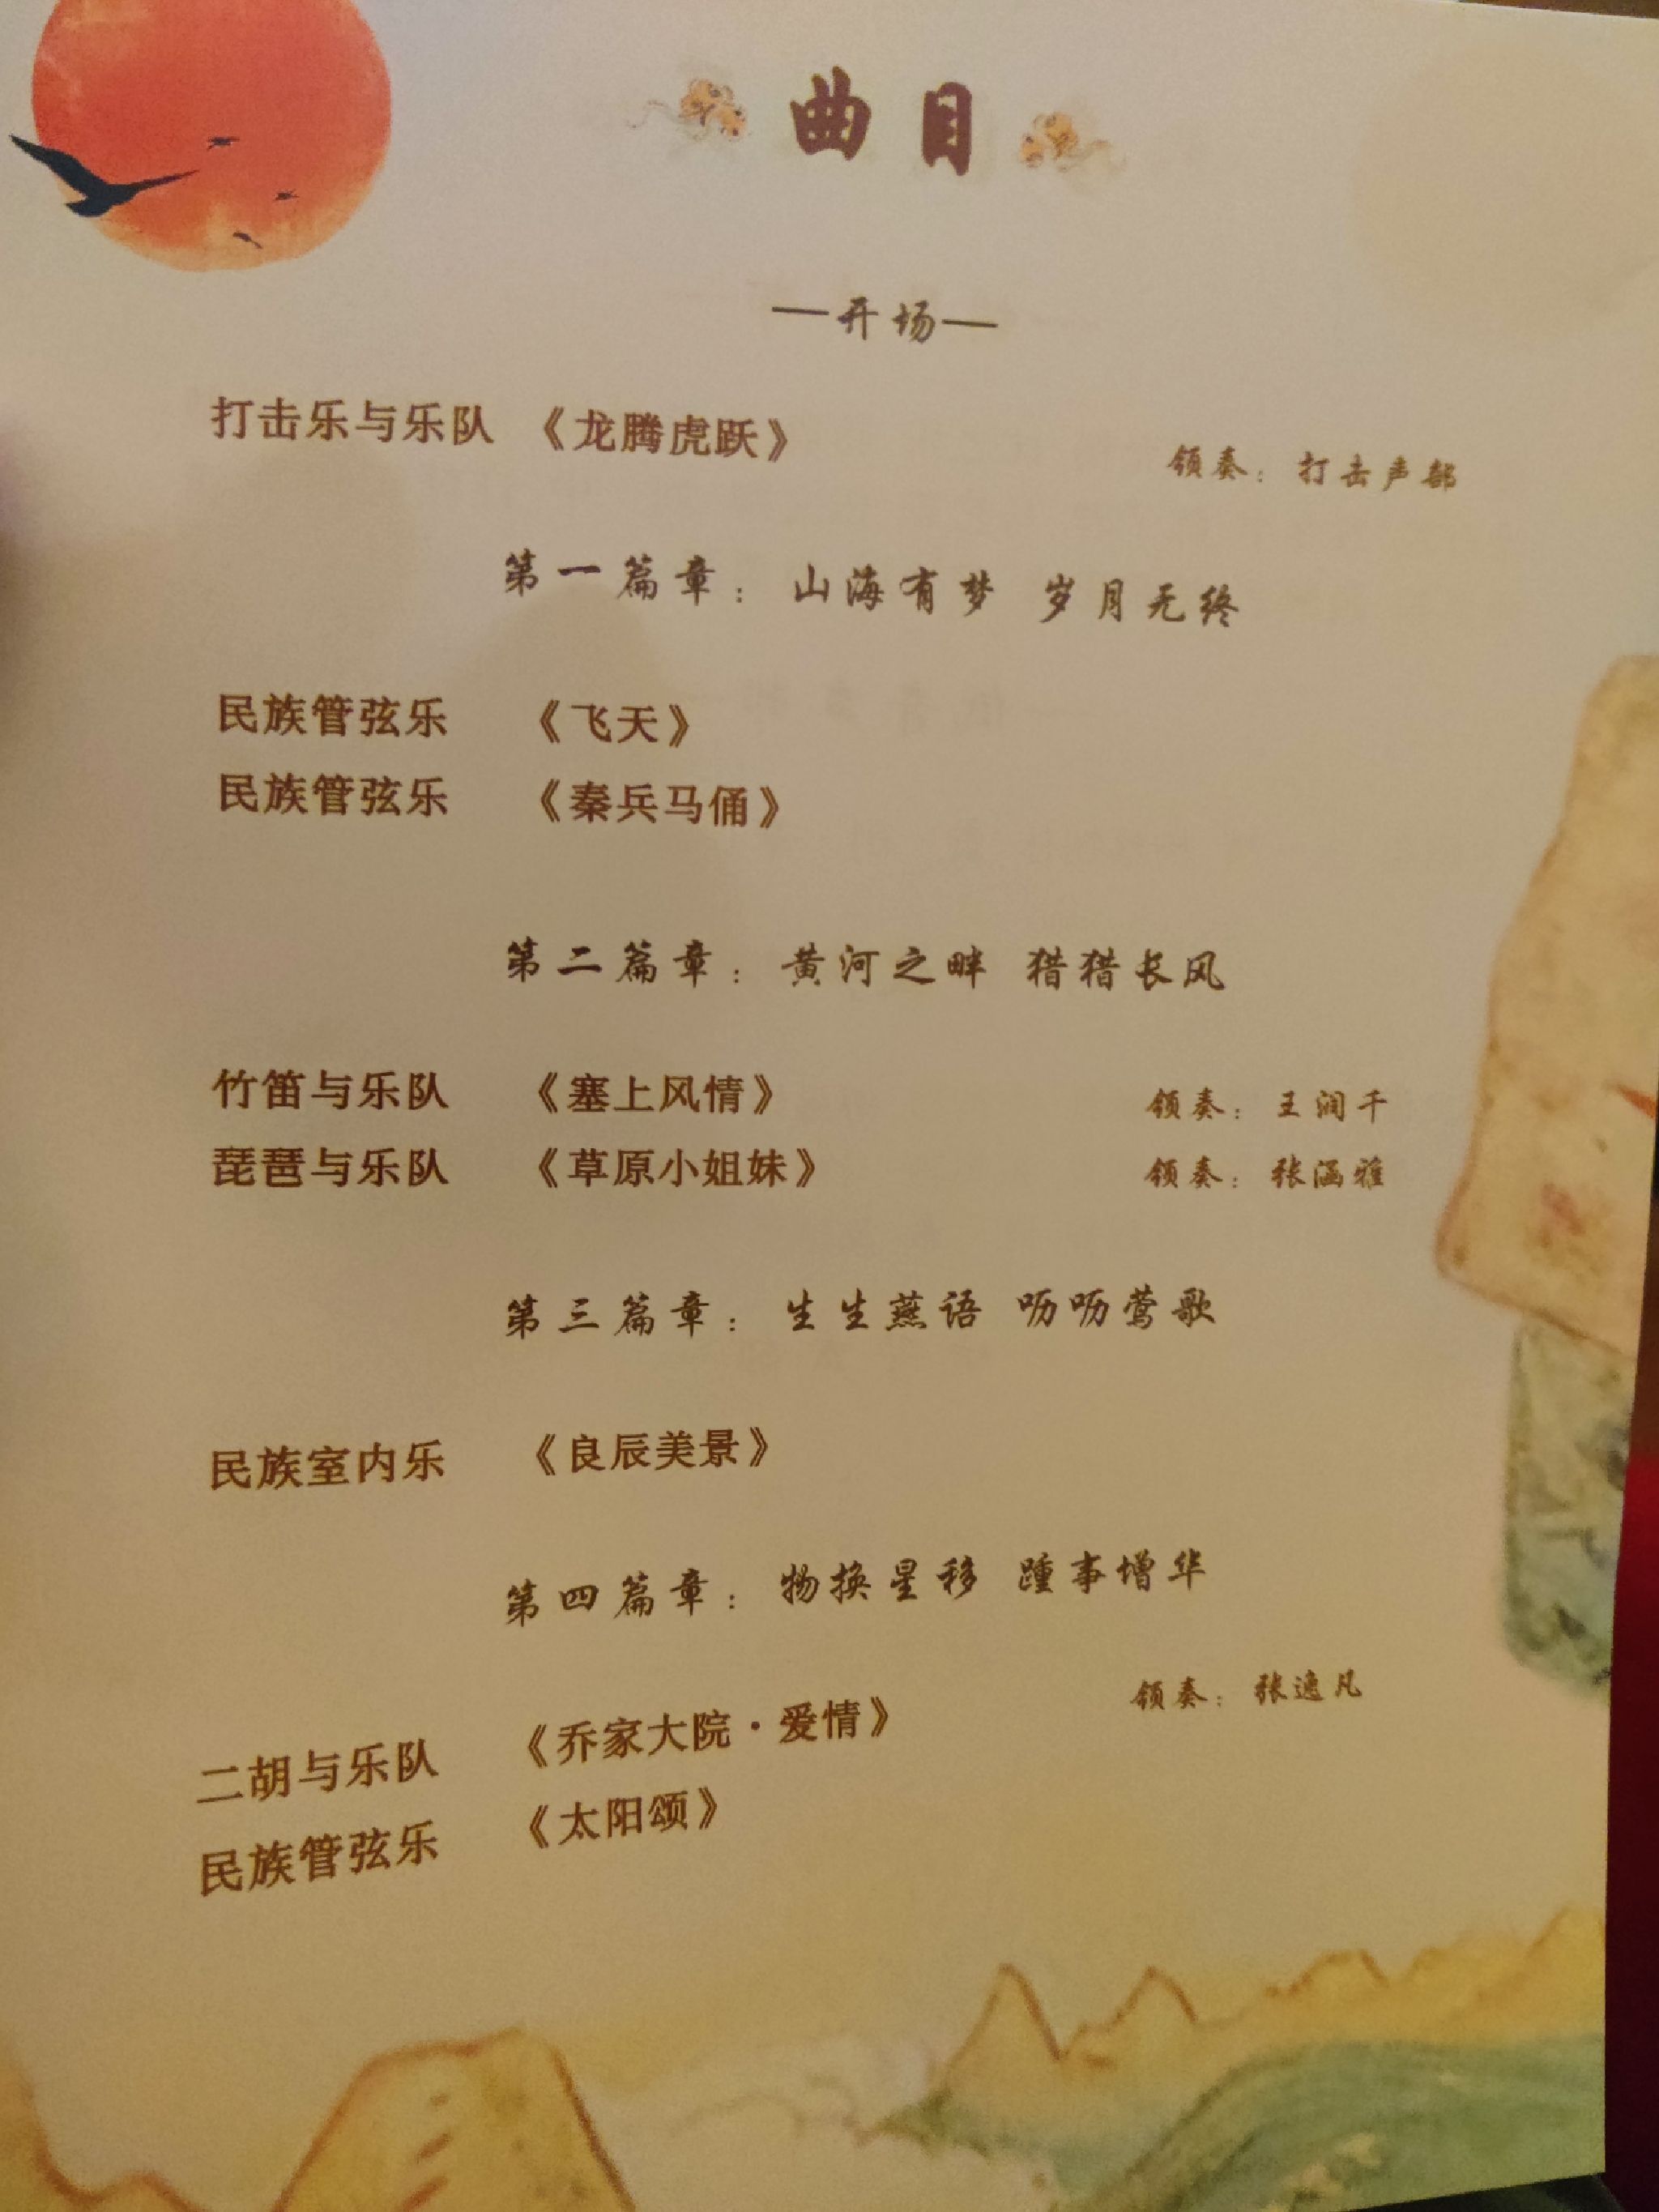 曲目
—开场—
打击乐与乐队 《龙腾虎跃》 领奏：打击声部
第一篇章：山海有梦 岁月无终
民族管弦乐 《飞天》
民族管弦乐 《秦兵马俑》
第二篇章：黄河之畔 猎猎长风
竹笛与乐队 《塞上风情》 领奏：王润千
琵琶与乐队 《草原小姐妹》 领奏：张涵雅
第三篇章：生生燕语 呖呖莺歌
民族室内乐 《良辰美景》
第四篇章：物换星移 踵事增华
二胡与乐队 《乔家大院·爱情》 领奏：张逸凡
民族管弦乐 《太阳颂》